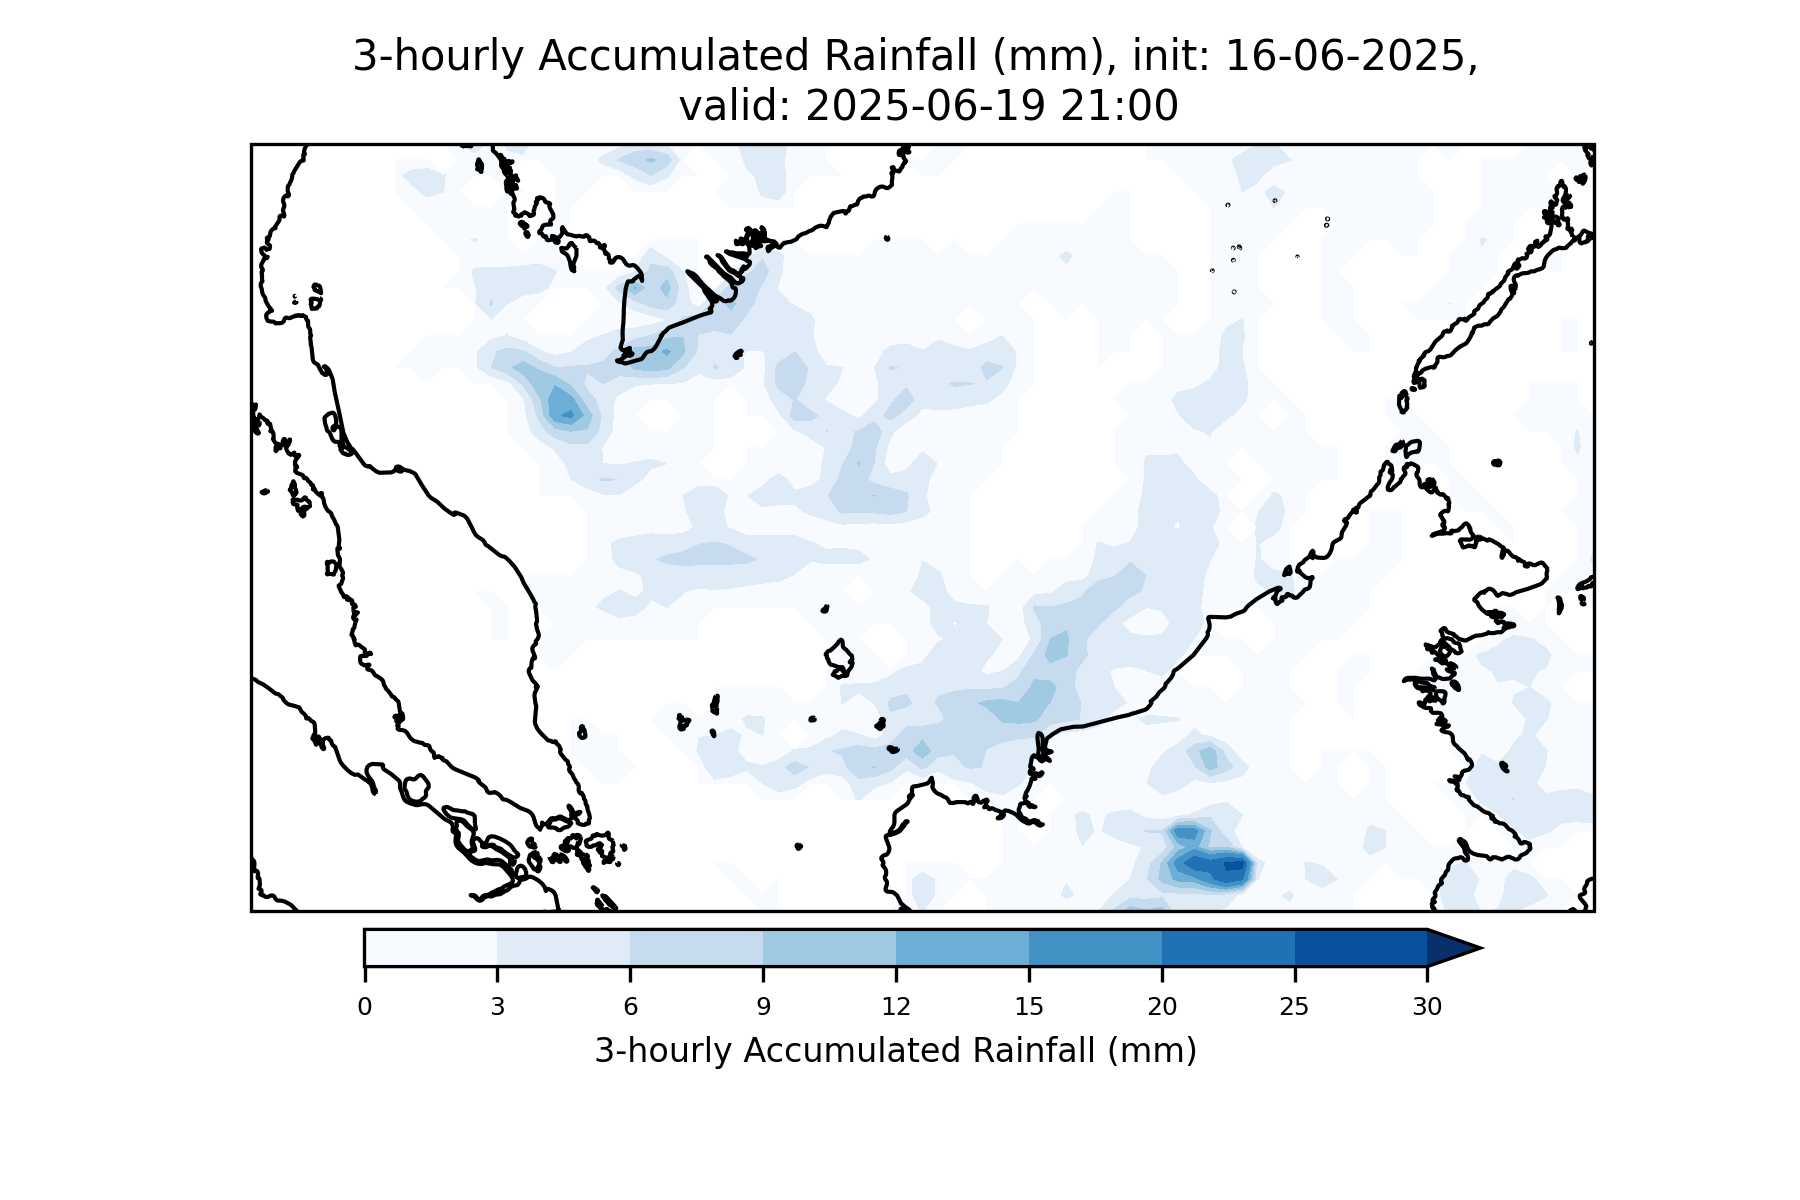 3-hourly Accumulated Rainfall (mm), init: 16-06-2025,
valid: 2025-06-19 21:00
0 3 6 9 12 15 20 25 30
3-hourly Accumulated Rainfall (mm)